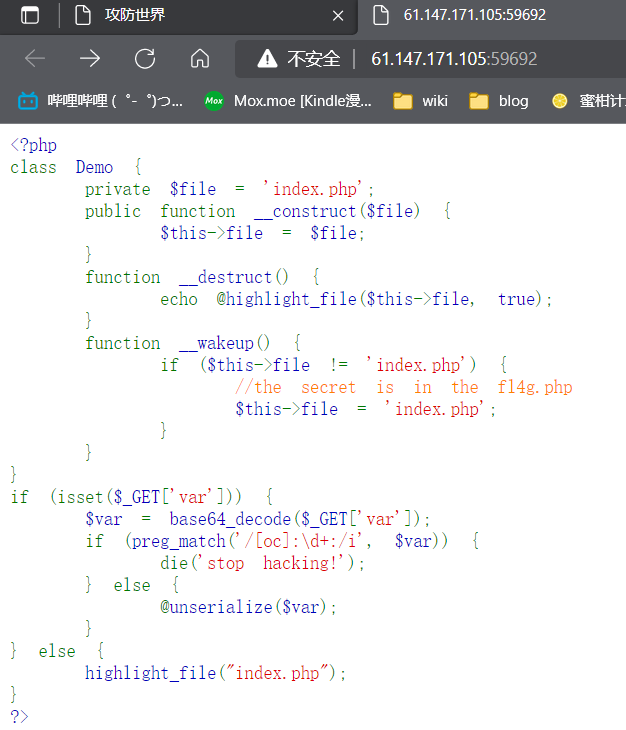 攻防世界
61.147.171.105:59692
不安全 | 61.147.171.105:59692
哔哩哔哩 (゜-゜)つ... Mox.moe [Kindle漫... wiki blog 蜜柑计
<?php
class Demo {
private $file = 'index.php';
public function __construct($file) {
$this->file = $file;
}
function __destruct() {
echo @highlight_file($this->file, true);
}
function __wakeup() {
if ($this->file != 'index.php') {
//the secret is in the fl4g.php
$this->file = 'index.php';
}
}
}
if (isset($_GET['var'])) {
$var = base64_decode($_GET['var']);
if (preg_match('/[oc]:\d+:/i', $var)) {
die('stop hacking!');
} else {
@unserialize($var);
}
} else {
highlight_file("index.php");
}
?>